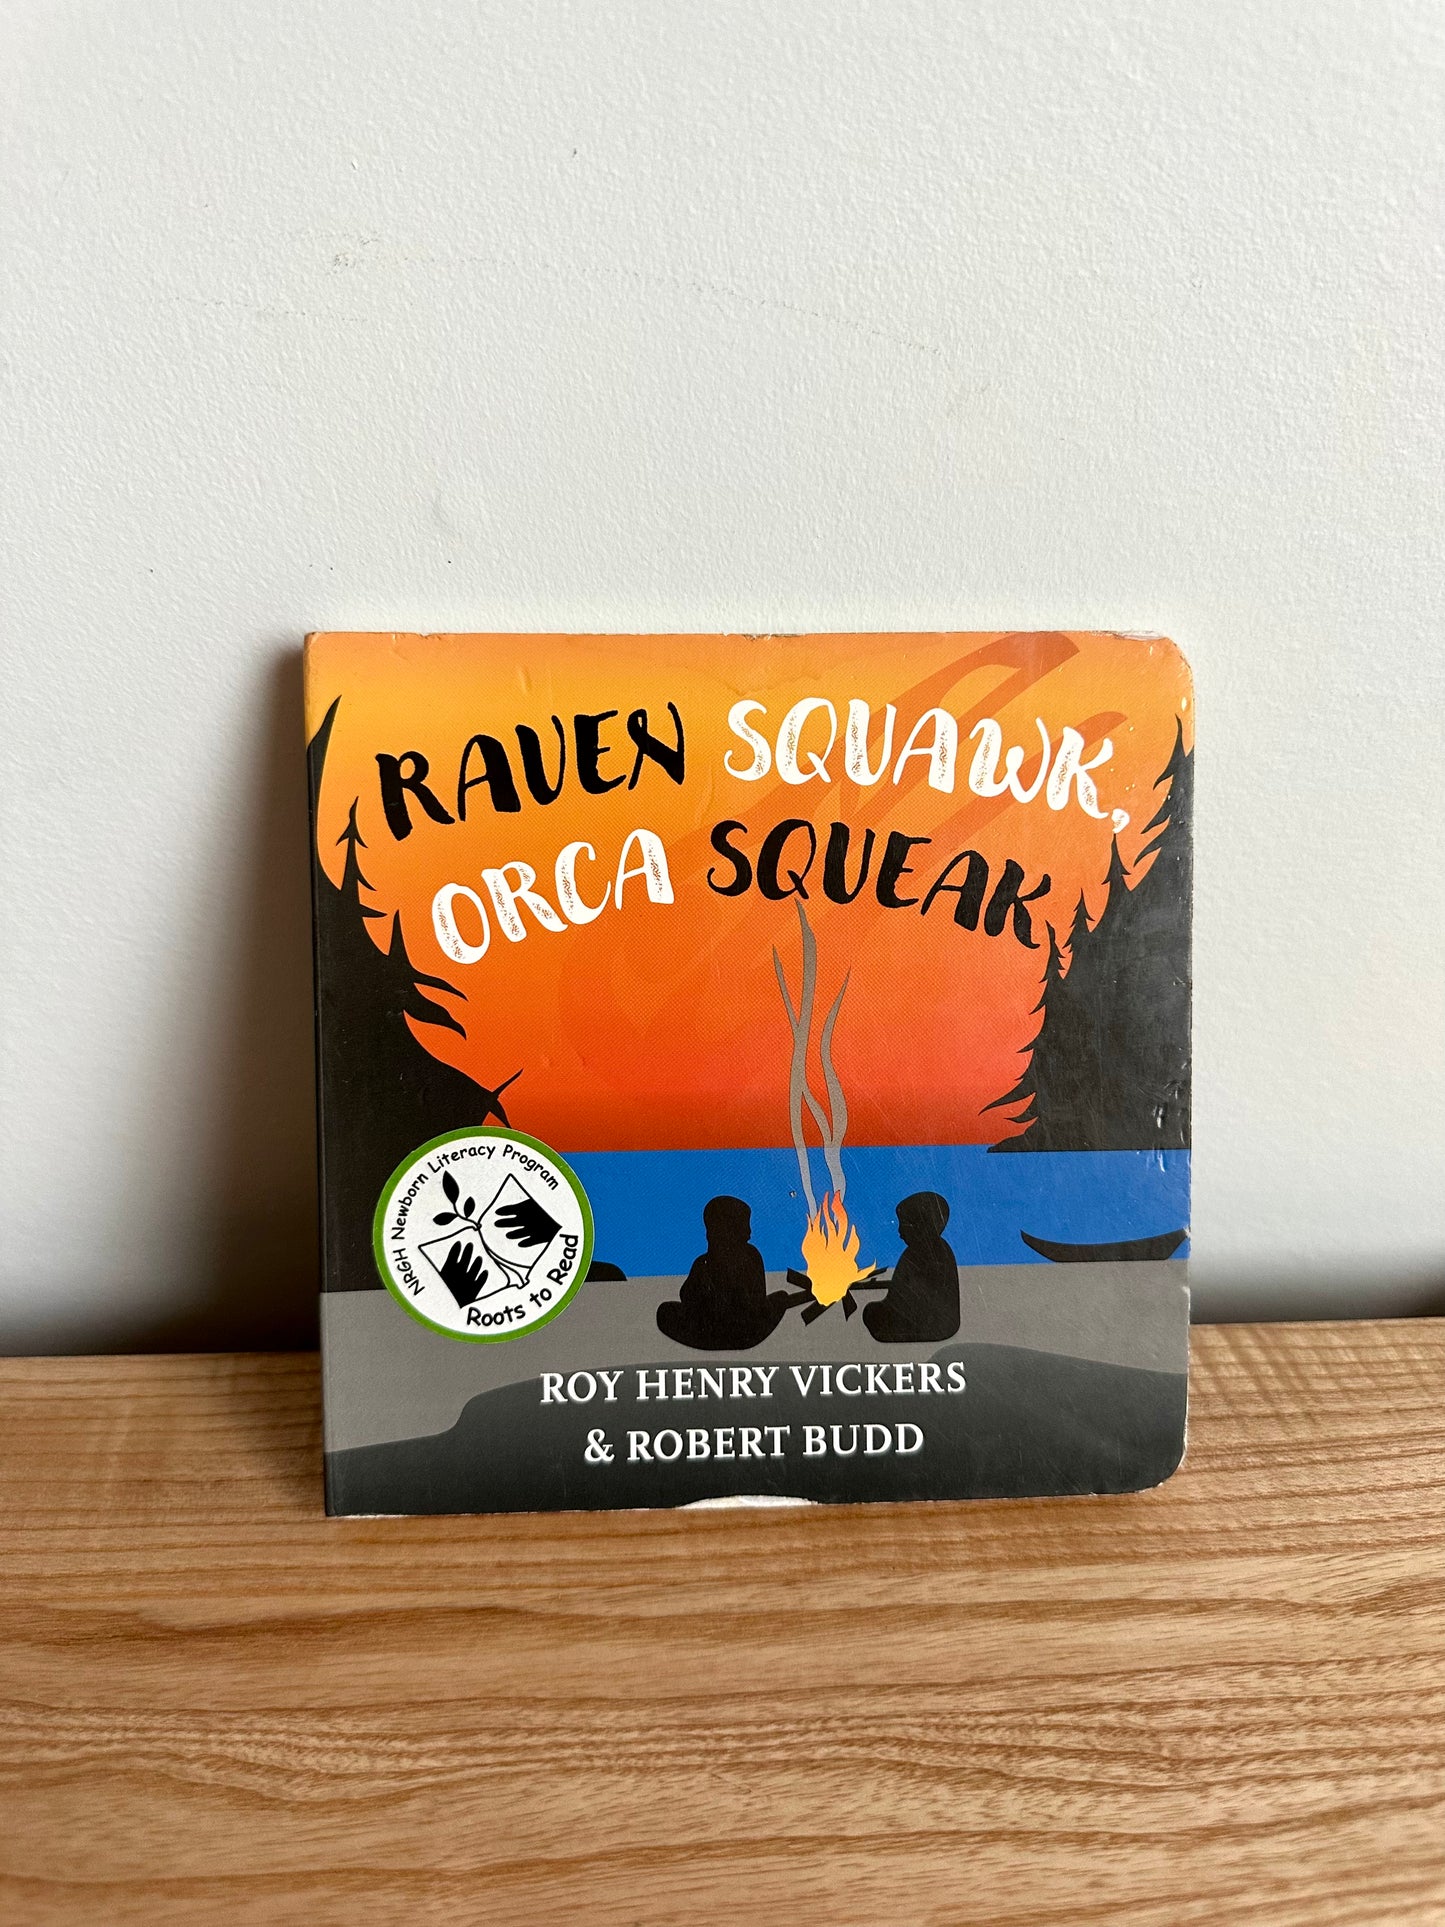 RAVEN SQUAWK,
ORCA SQUEAK
NRGH Newborn Literacy Program
Roots to Read
ROY HENRY VICKERS
& ROBERT BUDD